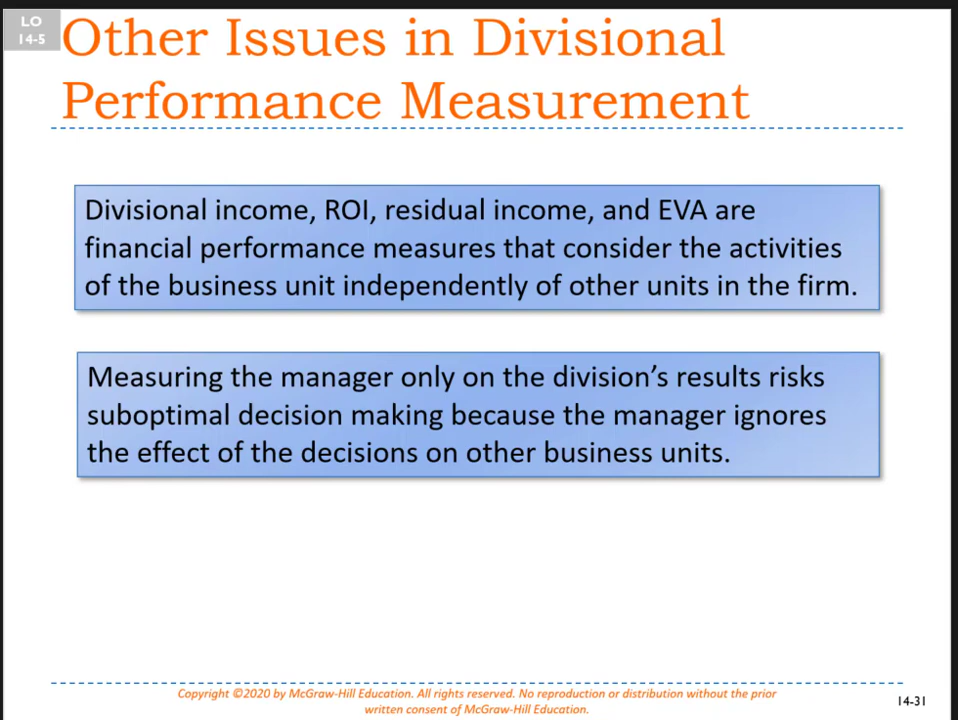 LO
14-5
Other Issues in Divisional
Performance Measurement
Divisional income, ROI, residual income, and EVA are
financial performance measures that consider the activities
of the business unit independently of other units in the firm.
Measuring the manager only on the division’s results risks
suboptimal decision making because the manager ignores
the effect of the decisions on other business units.
Copyright ©2020 by McGraw-Hill Education. All rights reserved. No reproduction or distribution without the prior
written consent of McGraw-Hill Education.
14-31